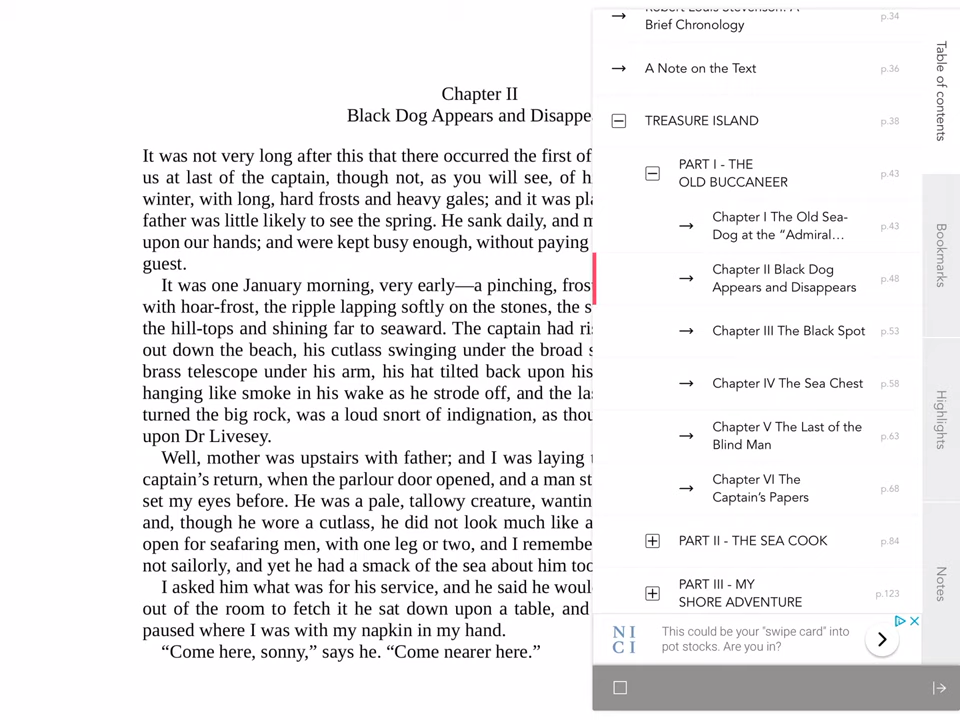 Chapter II
Black Dog Appears and Disappe
It was not very long after this that there occurred the first of
us at last of the captain, though not, as you will see, of h
winter, with long, hard frosts and heavy gales; and it was pla
father was little likely to see the spring. He sank daily, and m
upon our hands; and were kept busy enough, without paying
guest.
It was one January morning, very early—a pinching, fros
with hoar-frost, the ripple lapping softly on the stones, the s
the hill-tops and shining far to seaward. The captain had ri
out down the beach, his cutlass swinging under the broad s
brass telescope under his arm, his hat tilted back upon his
hanging like smoke in his wake as he strode off, and the la
turned the big rock, was a loud snort of indignation, as thou
upon Dr Livesey.
Well, mother was upstairs with father; and I was laying
captain’s return, when the parlour door opened, and a man st
set my eyes before. He was a pale, tallowy creature, wantin
and, though he wore a cutlass, he did not look much like a
open for seafaring men, with one leg or two, and I remembe
not sailorly, and yet he had a smack of the sea about him too
I asked him what was for his service, and he said he woul
out of the room to fetch it he sat down upon a table, and
paused where I was with my napkin in my hand.
“Come here, sonny,” says he. “Come nearer here.”
Robert Louis Stevenson: A
Brief Chronology p.34
→ A Note on the Text p.36
TREASURE ISLAND p.38
PART I - THE
OLD BUCCANEER p.43
→ Chapter I The Old Sea-
Dog at the “Admiral… p.43
→ Chapter II Black Dog
Appears and Disappears p.48
→ Chapter III The Black Spot p.53
→ Chapter IV The Sea Chest p.58
→ Chapter V The Last of the
Blind Man p.63
→ Chapter VI The
Captain’s Papers p.68
PART II - THE SEA COOK p.84
PART III - MY
SHORE ADVENTURE p.123
NI
CI
This could be your "swipe card" into
pot stocks. Are you in?
Table of contents
Bookmarks
Highlights
Notes